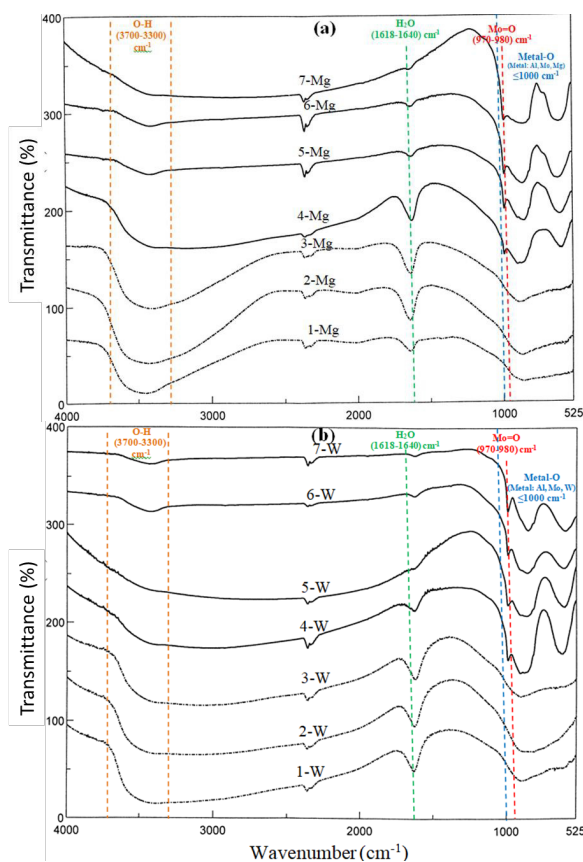 (a)
O-H
(3700-3300)
cm-1
H2O
(1618-1640) cm-1
Mo=O
(970-980) cm-1
Metal-O
(Metal: Al, Mo, Mg)
≤1000 cm-1
Transmittance (%)
400
300
200
100
0
7-Mg
6-Mg
5-Mg
4-Mg
3-Mg
2-Mg
1-Mg
4000
3000
2000
1000
525
(b)
O-H
(3700-3300)
cm-1
H2O
(1618-1640) cm-1
Mo=O
(970-980) cm-1
Metal-O
(Metal: Al, Mo, W)
≤1000 cm-1
Transmittance (%)
400
300
200
100
0
7-W
6-W
5-W
4-W
3-W
2-W
1-W
4000
3000
2000
1000
525
Wavenumber (cm-1)